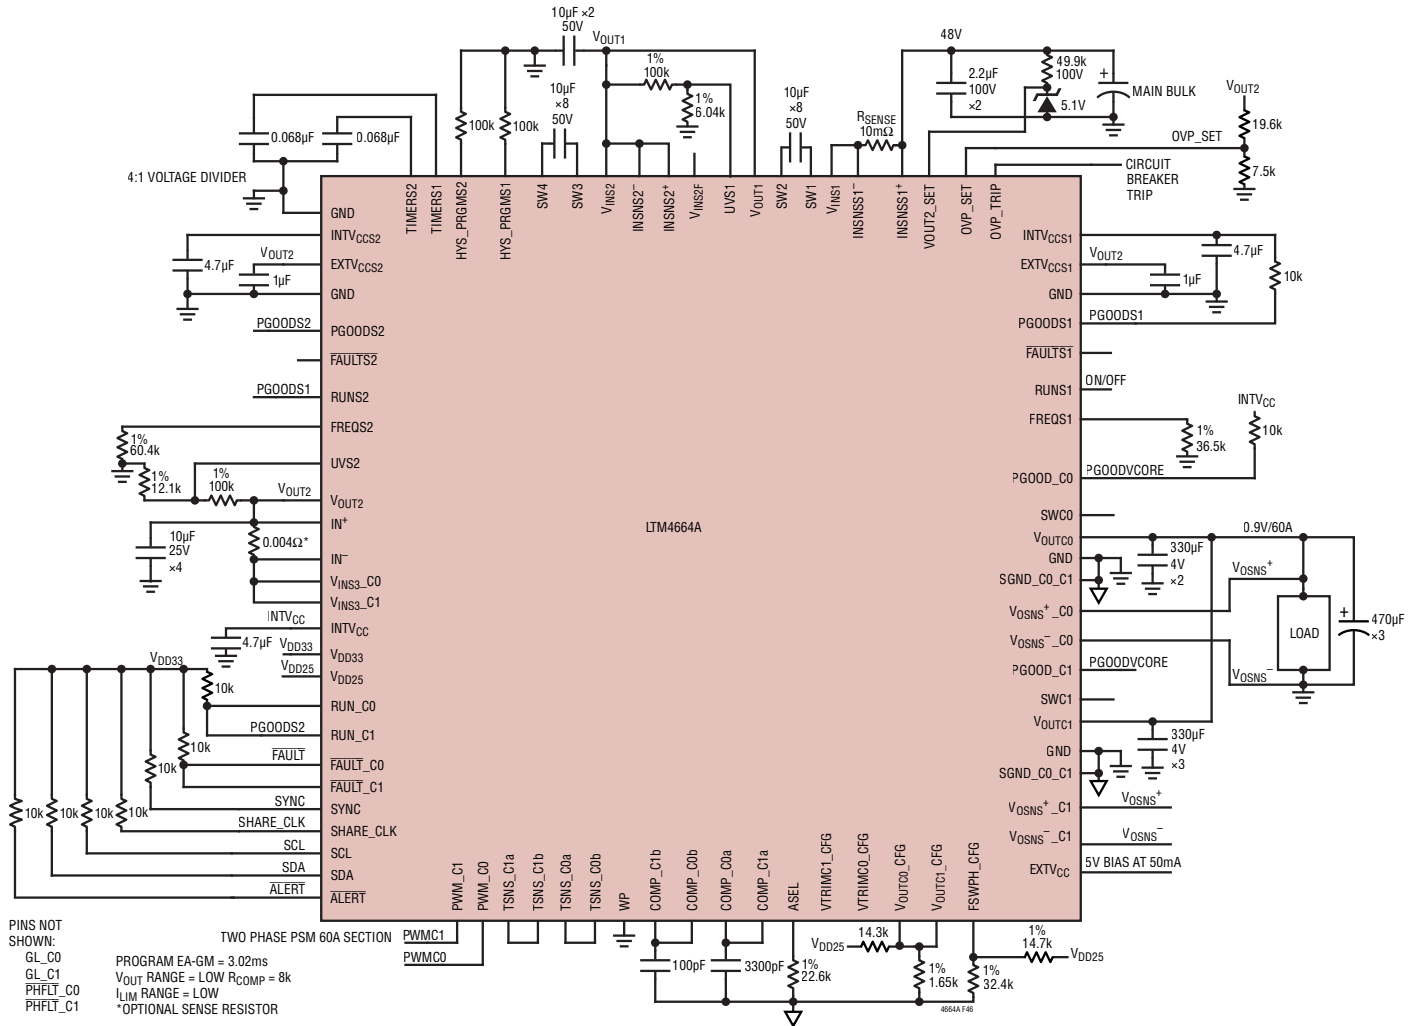 10µF ×2
50V
VOUT1
48V
1%
100k
1%
6.04k
10µF
×8
50V
10µF
×8
50V
100k
100k
RSENSE
10mΩ
2.2µF
100V
×2
49.9k
100V
5.1V
+
MAIN BULK
VOUT2
19.6k
OVP_SET
7.5k
CIRCUIT
BREAKER
TRIP
0.068µF
0.068µF
4:1 VOLTAGE DIVIDER
TIMERS2
TIMERS1
HYS_PRGMS2
HYS_PRGMS1
SW4
SW3
VINS2
INSNS2–
INSNS2+
VINS2F
UVS1
VOUT1
SW2
SW1
VINS1
INSNSS1–
INSNSS1+
VOUT2_SET
OVP_SET
OVP_TRIP
GND
INTVCCS2
EXTVCCS2
GND
PGOODS2
FAULTS2
RUNS2
FREQS2
UVS2
VOUT2
IN+
IN–
VINS3_C0
VINS3_C1
INTVCC
VDD33
VDD25
RUN_C0
RUN_C1
FAULT_C0
FAULT_C1
SYNC
SHARE_CLK
SCL
SDA
ALERT
4.7µF
VOUT2
1µF
PGOODS2
PGOODS1
1%
60.4k
1%
12.1k
1%
100k
VOUT2
10µF
25V
×4
0.004Ω*
INTVCC
4.7µF
VDD33
VDD25
VDD33
10k
PGOODS2
10k
FAULT
10k
SYNC
10k
10k
10k
10k
SHARE_CLK
SCL
SDA
ALERT
LTM4664A
INTVCCS1
EXTVCCS1
GND
PGOODS1
FAULTS1
RUNS1
FREQS1
PGOOD_C0
SWC0
VOUTC0
GND
SGND_C0_C1
VOSNS+_C0
VOSNS–_C0
PGOOD_C1
SWC1
VOUTC1
GND
SGND_C0_C1
VOSNS+_C1
VOSNS–_C1
EXTVCC
VOUT2
4.7µF
1µF
10k
PGOODS1
ON/OFF
INTVCC
1%
36.5k
10k
PGOODVCORE
0.9V/60A
330µF
4V
×2
VOSNS+
LOAD
+
470µF
×3
PGOODVCORE
VOSNS–
330µF
4V
×3
VOSNS+
VOSNS–
5V BIAS AT 50mA
PWM_C1
PWM_C0
TSNS_C1a
TSNS_C1b
TSNS_C0a
TSNS_C0b
WP
COMP_C1b
COMP_C0b
COMP_C0a
COMP_C1a
ASEL
VTRIMC1_CFG
VTRIMC0_CFG
VOUTC0_CFG
VOUTC1_CFG
FSWPH_CFG
TWO PHASE PSM 60A SECTION
PWMC1
PWMC0
100pF
3300pF
1%
22.6k
VDD25
14.3k
1%
1.65k
1%
32.4k
1%
14.7k
VDD25
PINS NOT
SHOWN:
GL_C0
GL_C1
PHFLT_C0
PHFLT_C1
PROGRAM EA-GM = 3.02ms
VOUT RANGE = LOW RCOMP = 8k
ILIM RANGE = LOW
*OPTIONAL SENSE RESISTOR
4664A F46